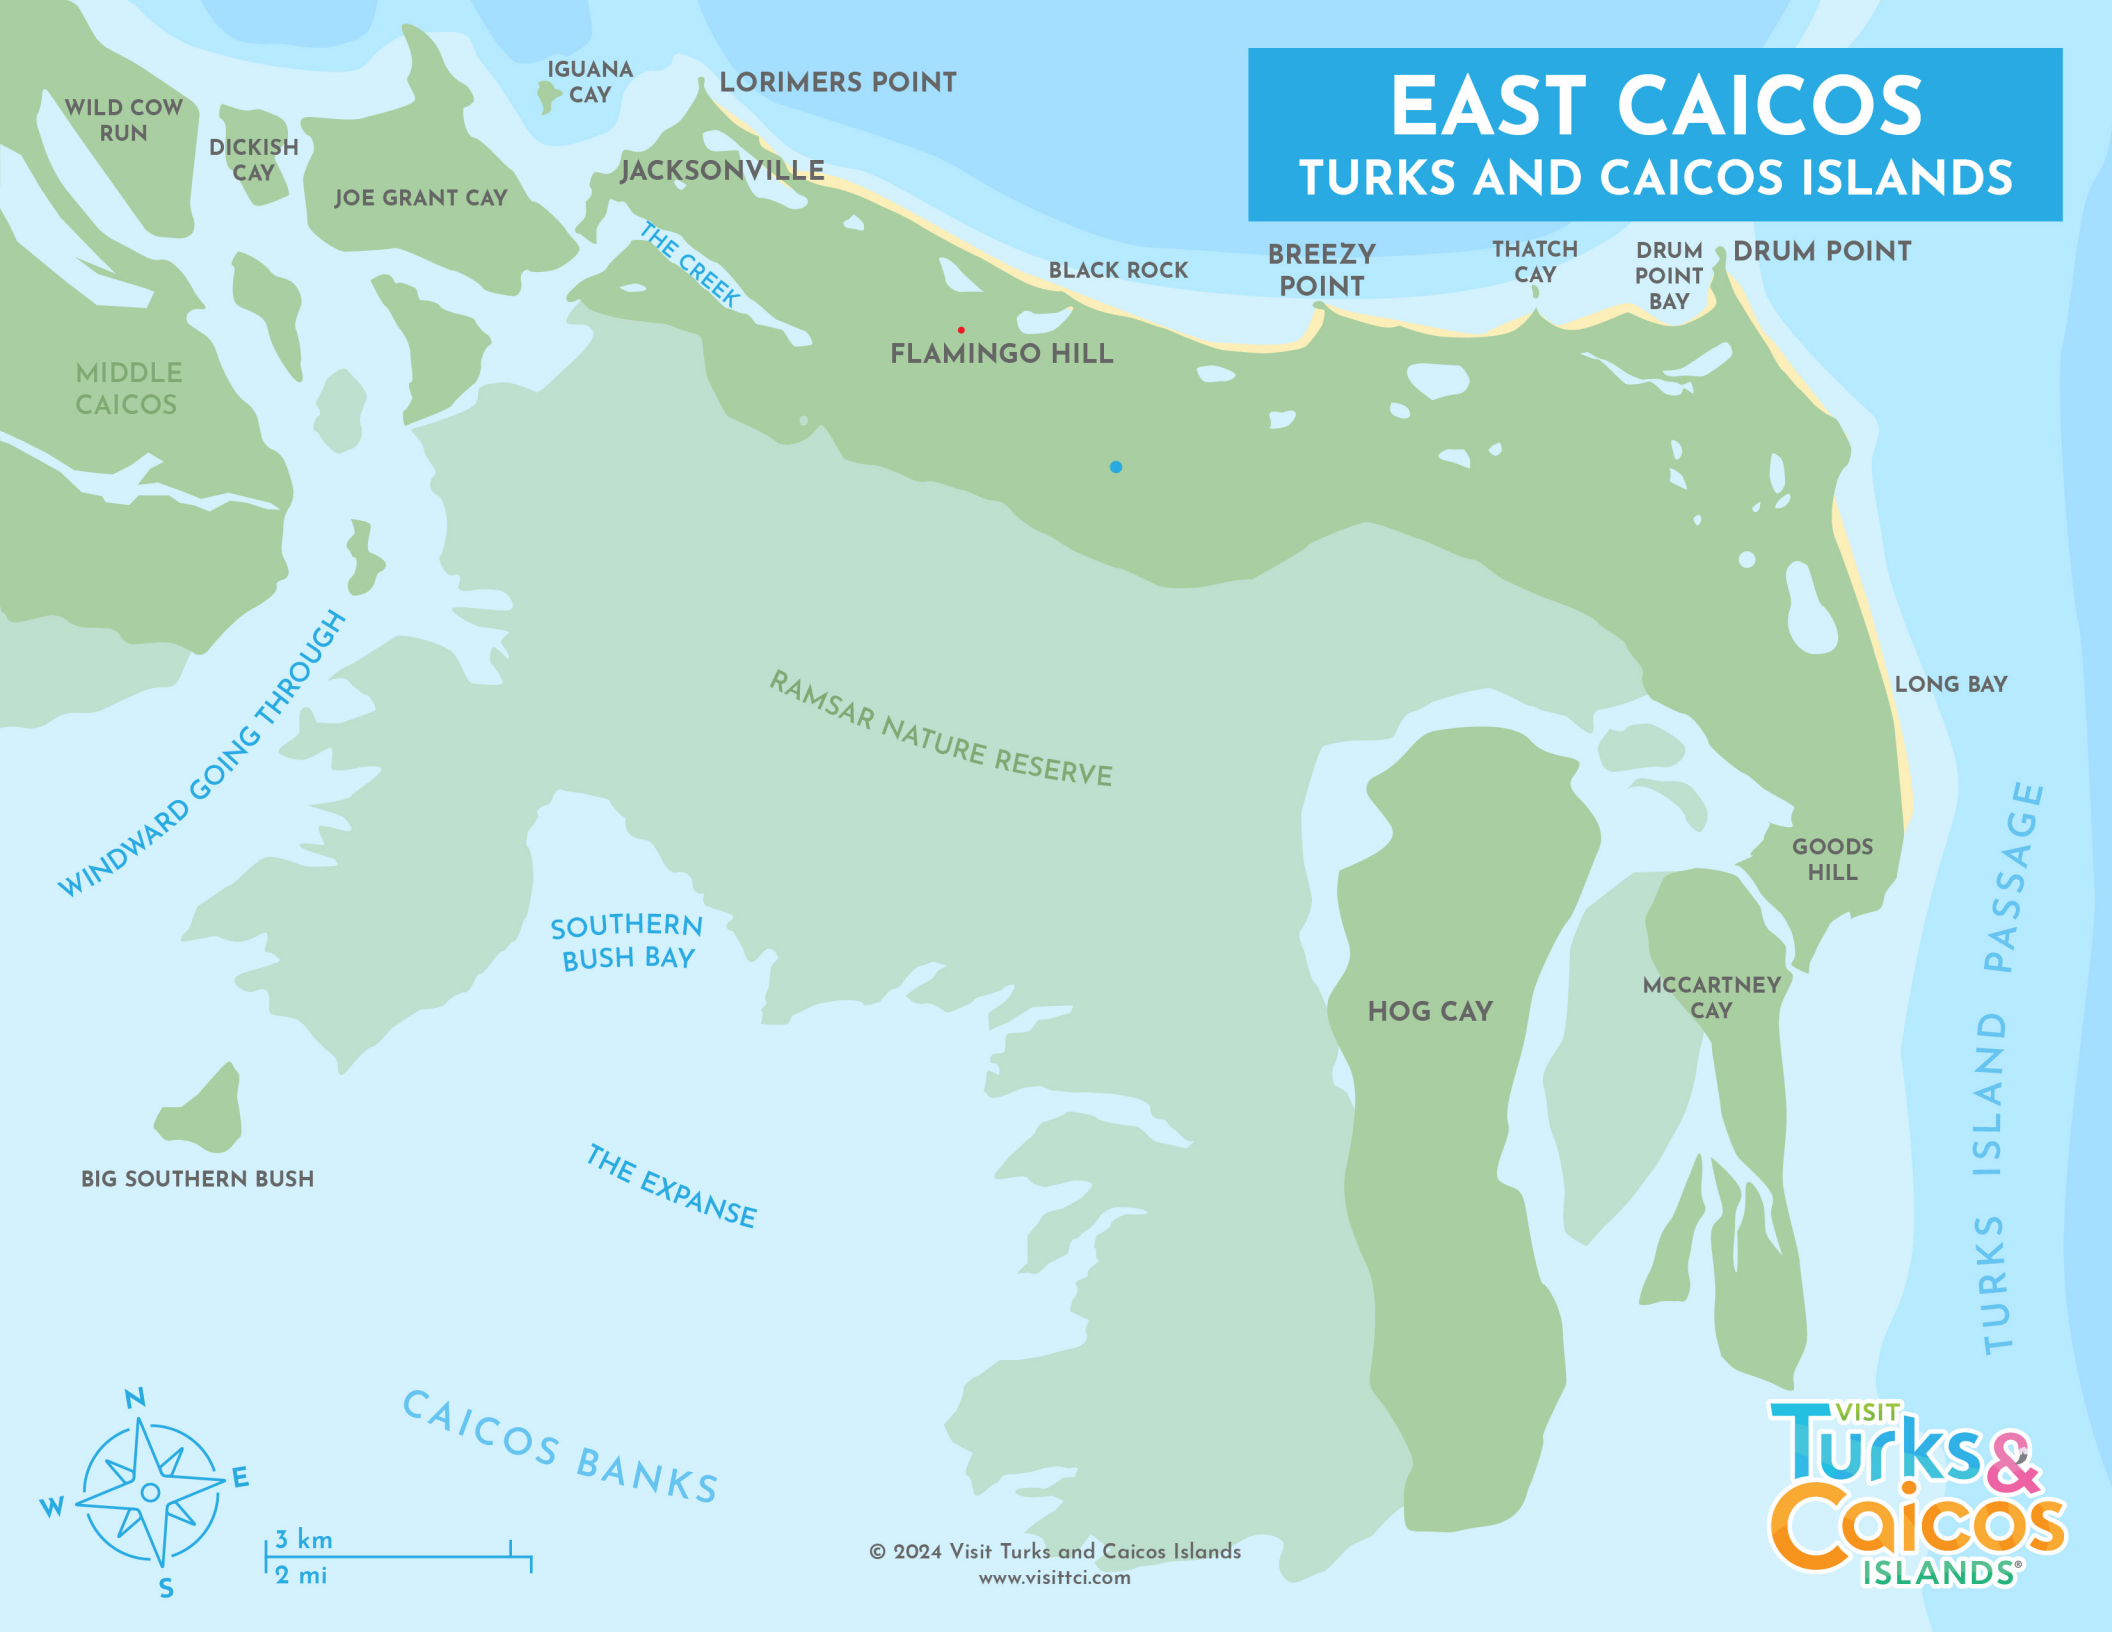 EAST CAICOS
TURKS AND CAICOS ISLANDS
IGUANA
CAY
LORIMERS POINT
WILD COW
RUN
DICKISH
CAY
JOE GRANT CAY
JACKSONVILLE
THE CREEK
BLACK ROCK
BREEZY
POINT
THATCH
CAY
DRUM
POINT
BAY
DRUM POINT
FLAMINGO HILL
MIDDLE
CAICOS
WINDWARD GOING THROUGH
RAMSAR NATURE RESERVE
LONG BAY
GOODS
HILL
TURKS ISLAND PASSAGE
SOUTHERN
BUSH BAY
HOG CAY
MCCARTNEY
CAY
BIG SOUTHERN BUSH
THE EXPANSE
CAICOS BANKS
N
E
W
S
3 km
2 mi
© 2024 Visit Turks and Caicos Islands
www.visittci.com
VISIT
Turks &
Caicos
ISLANDS®